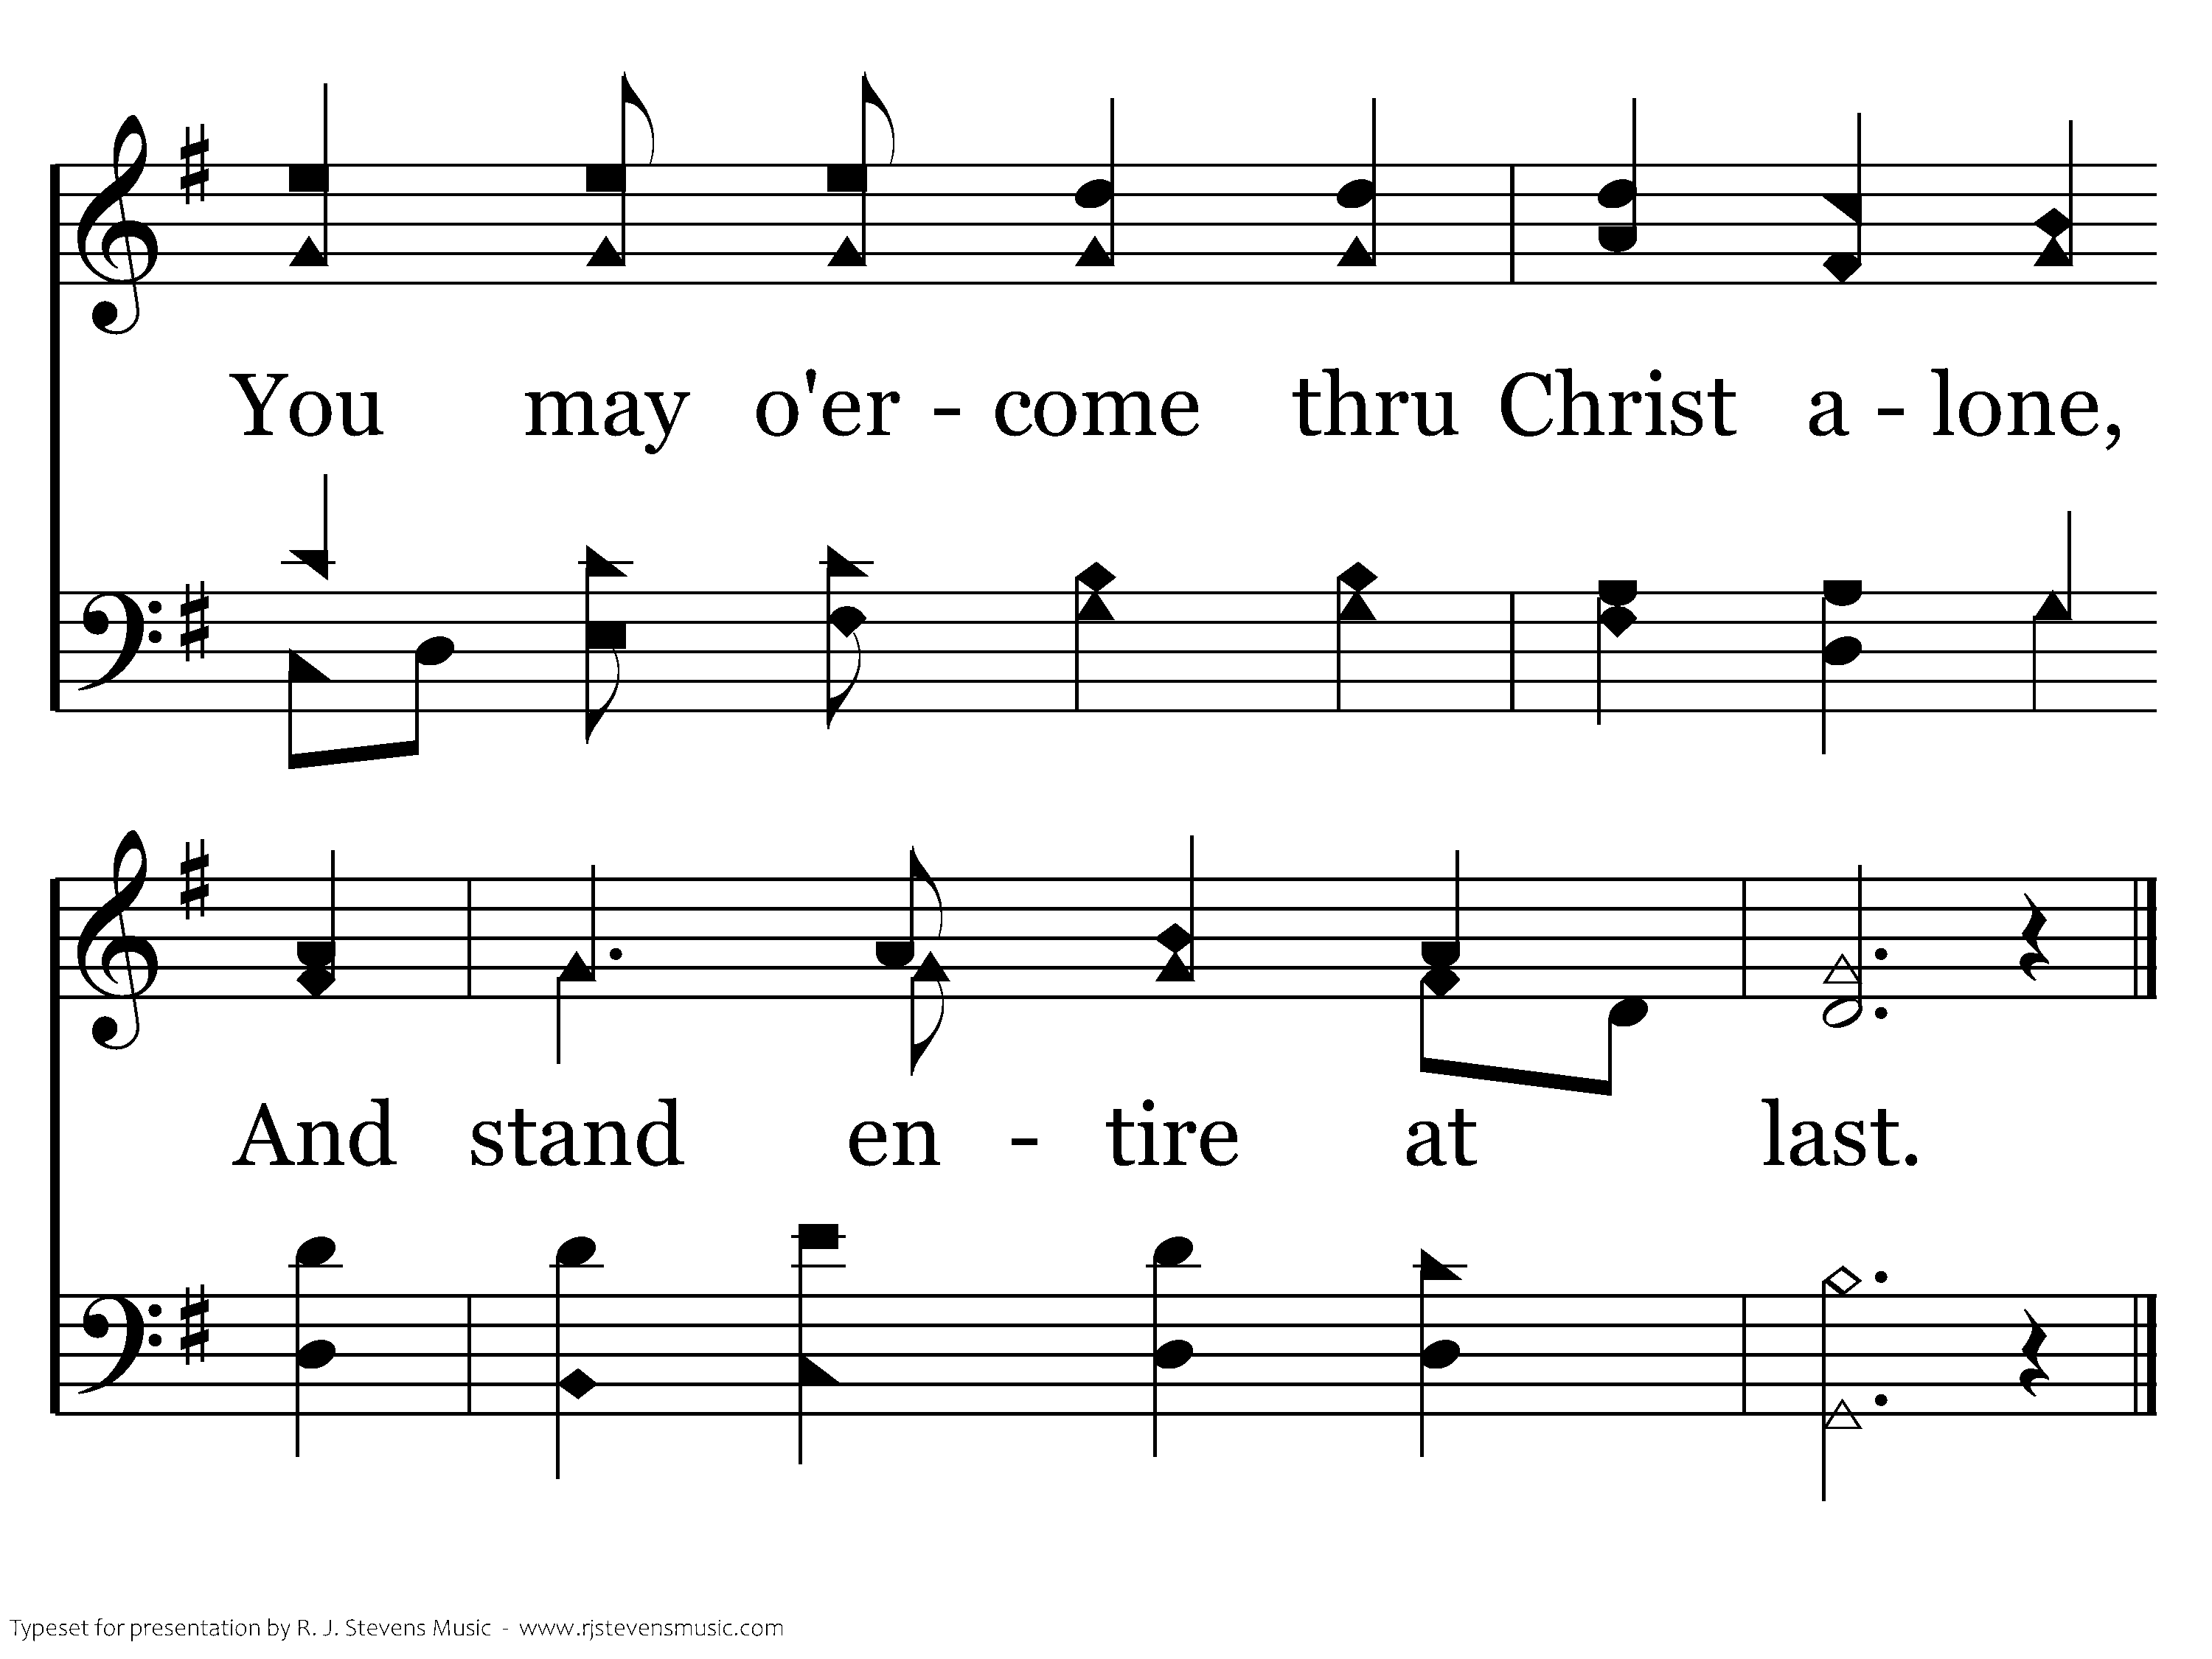 You may o'er - come thru Christ a - lone,
And stand en - tire at last.
Typeset for presentation by R. J. Stevens Music - www.rjstevensmusic.com